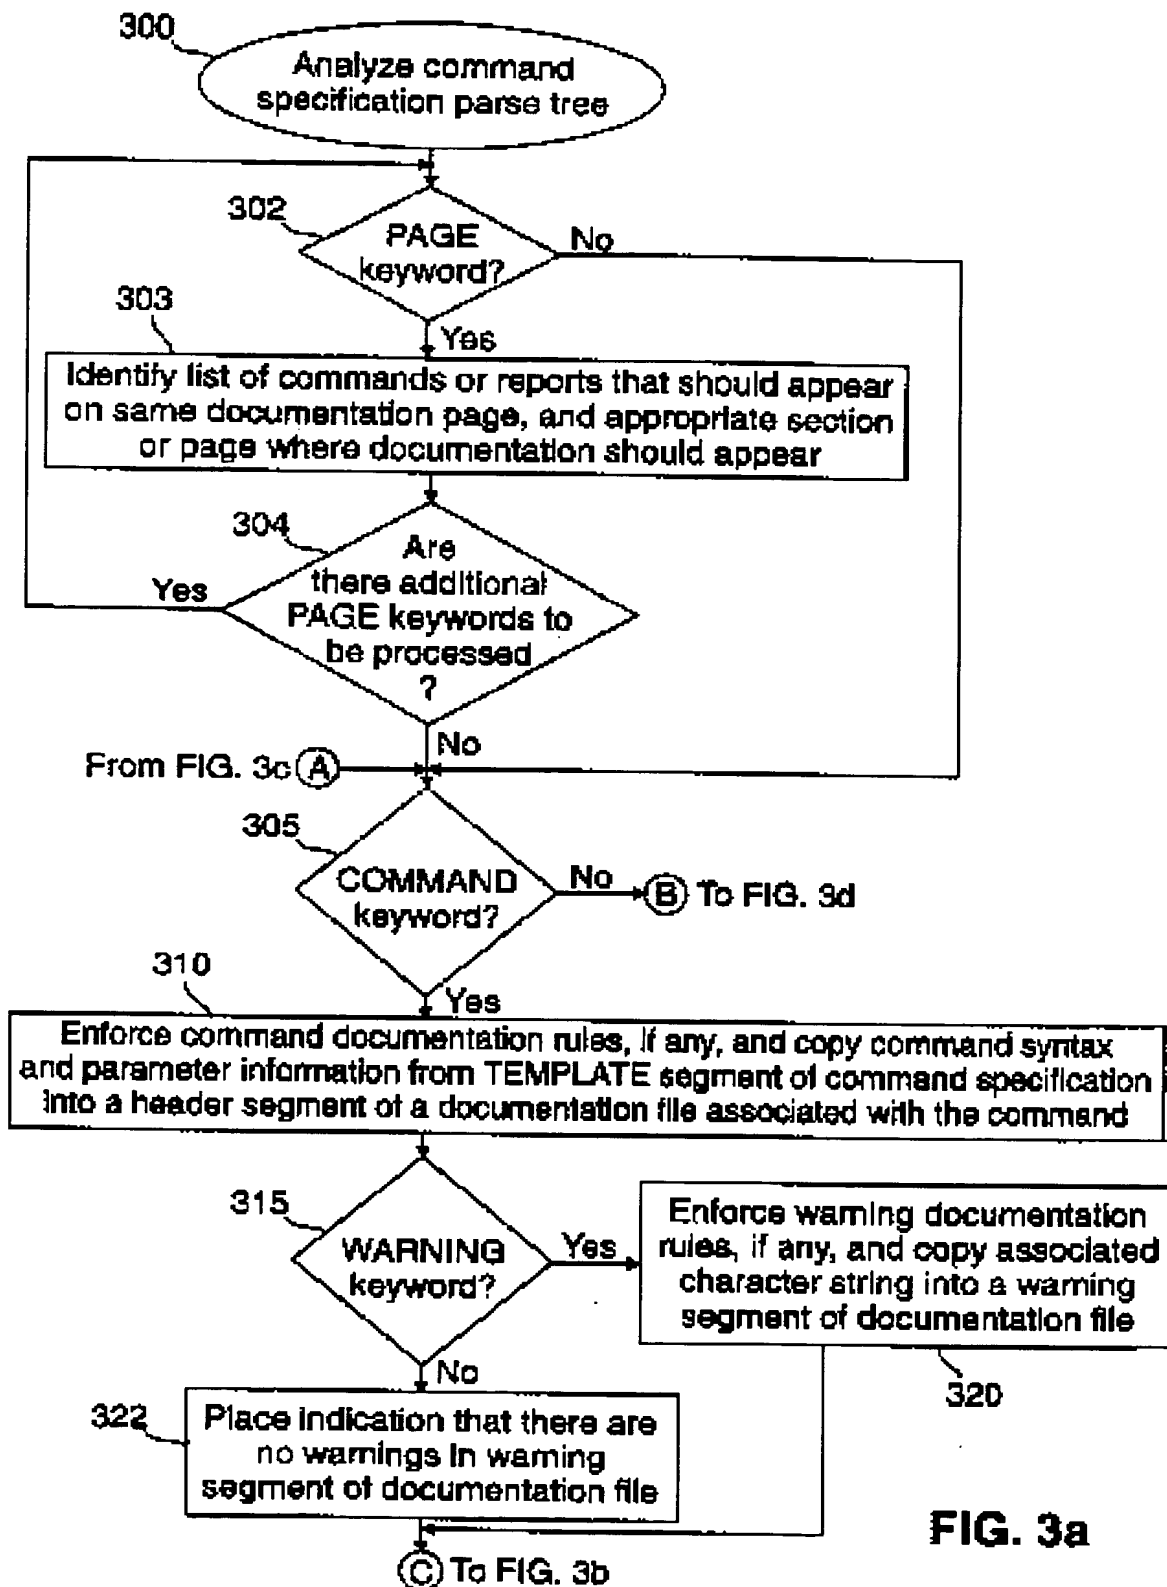 300
Analyze command
specification parse tree
302
PAGE
keyword?
No
303
Yes
Identify list of commands or reports that should appear
on same documentation page, and appropriate section
or page where documentation should appear
304
Are
there additional
PAGE keywords to
be processed
?
Yes
No
From FIG. 3c A
305
COMMAND
keyword?
No
B To FIG. 3d
310
Yes
Enforce command documentation rules, if any, and copy command syntax
and parameter information from TEMPLATE segment of command specification
into a header segment of a documentation file associated with the command
315
WARNING
keyword?
Yes
Enforce warning documentation
rules, if any, and copy associated
character string into a warning
segment of documentation file
320
No
322
Place indication that there are
no warnings in warning
segment of documentation file
FIG. 3a
C To FIG. 3b